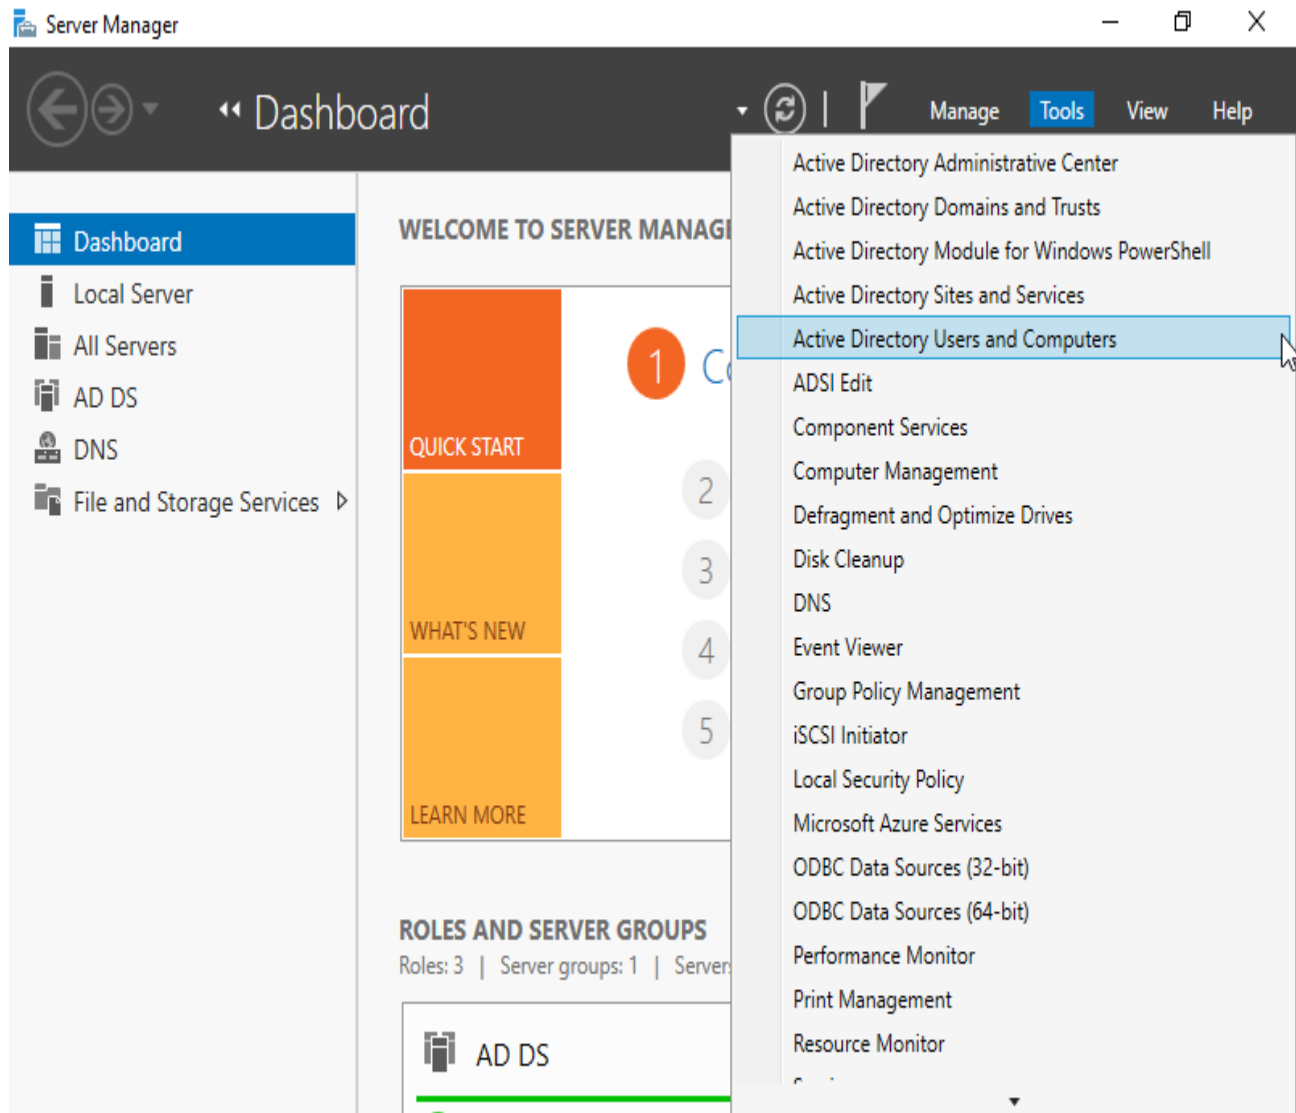 Server Manager
Dashboard
Manage Tools View Help
Dashboard
Local Server
All Servers
AD DS
DNS
File and Storage Services
WELCOME TO SERVER
QUICK START
WHAT'S NEW
LEARN MORE
1
2
3
4
5
ROLES AND SERVER GROUPS
Roles: 3 | Server groups: 1 |
AD DS
Active Directory Administrative Center
Active Directory Domains and Trusts
Active Directory Module for Windows PowerShell
Active Directory Sites and Services
Active Directory Users and Computers
ADSI Edit
Component Services
Computer Management
Defragment and Optimize Drives
Disk Cleanup
DNS
Event Viewer
Group Policy Management
iSCSI Initiator
Local Security Policy
Microsoft Azure Services
ODBC Data Sources (32-bit)
ODBC Data Sources (64-bit)
Performance Monitor
Print Management
Resource Monitor